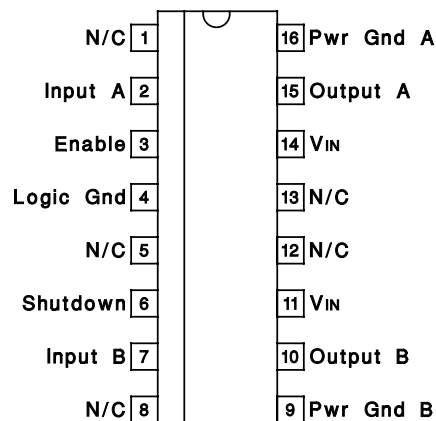 N/C 1 16 Pwr Gnd A
Input A 2 15 Output A
Enable 3 14 VIN
Logic Gnd 4 13 N/C
N/C 5 12 N/C
Shutdown 6 11 VIN
Input B 7 10 Output B
N/C 8 9 Pwr Gnd B